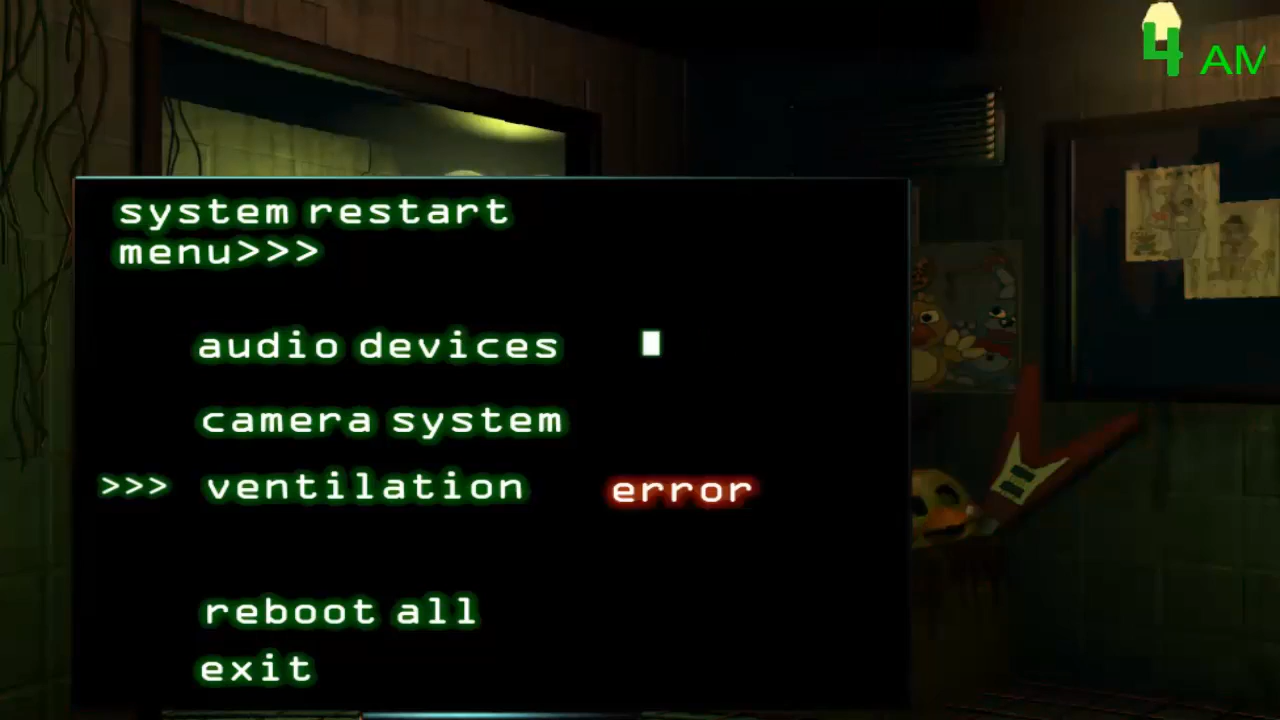 4 AM
system restart
menu>>>
audio devices
camera system
>>> ventilation error
reboot all
exit